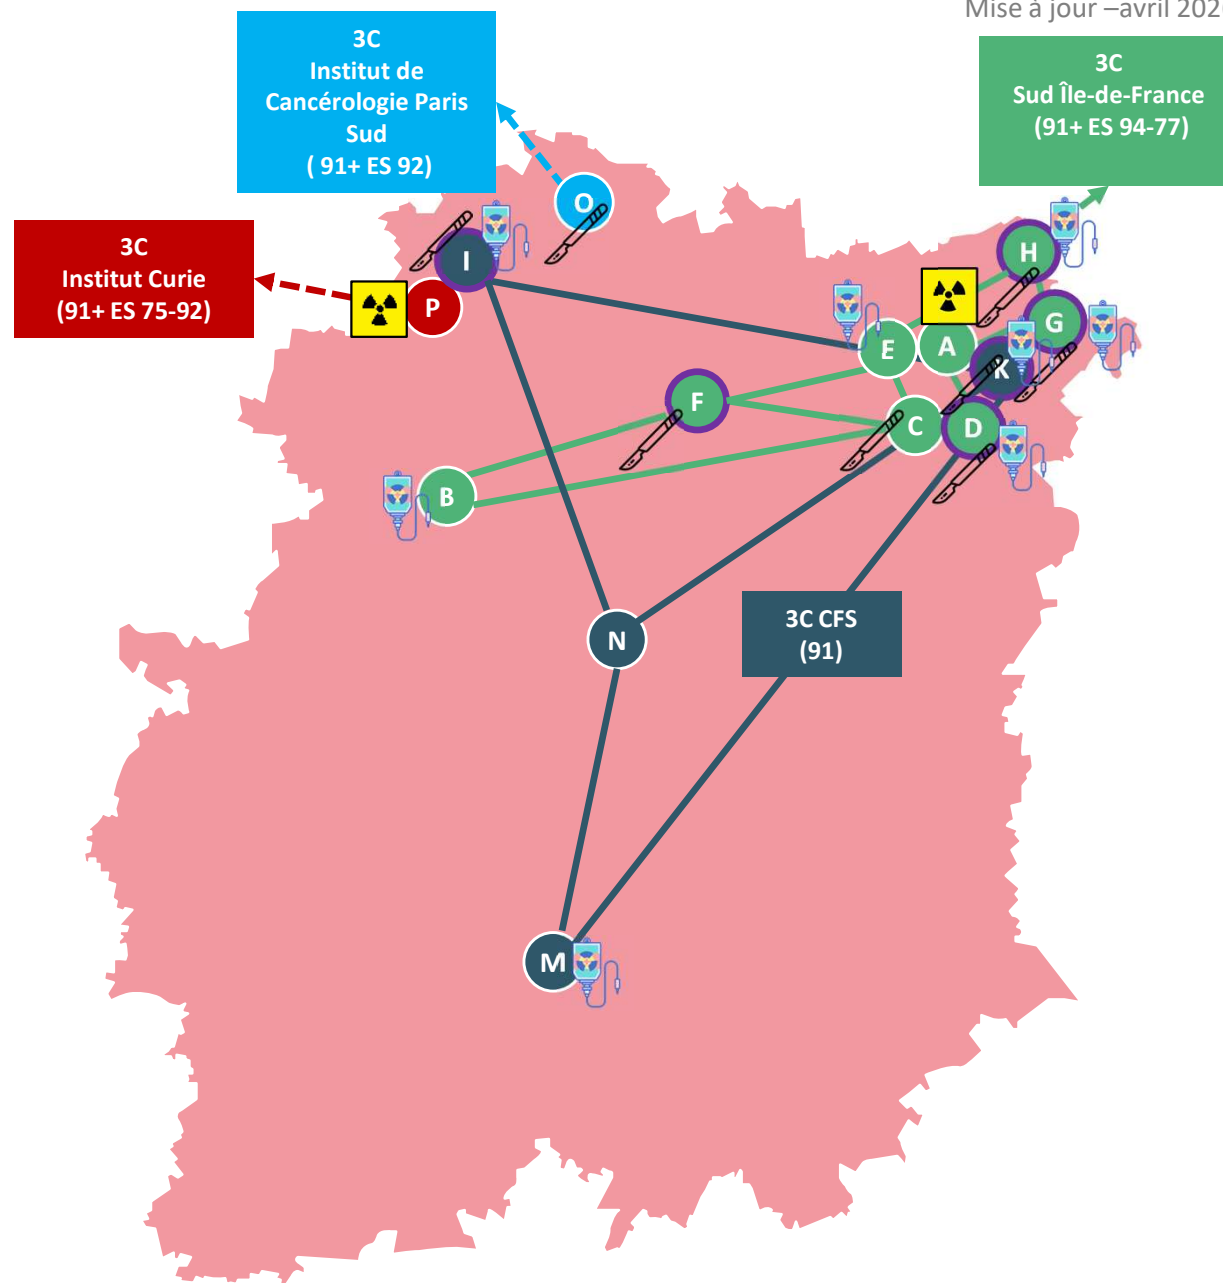 Mise à jour –avril 202
3C
Institut de
Cancérologie Paris
Sud
( 91+ ES 92)
3C
Sud Île-de-France
(91+ ES 94-77)
3C
Institut Curie
(91+ ES 75-92)
O
I
H
P
G
E
A
K
F
C
D
B
3C CFS
(91)
N
M